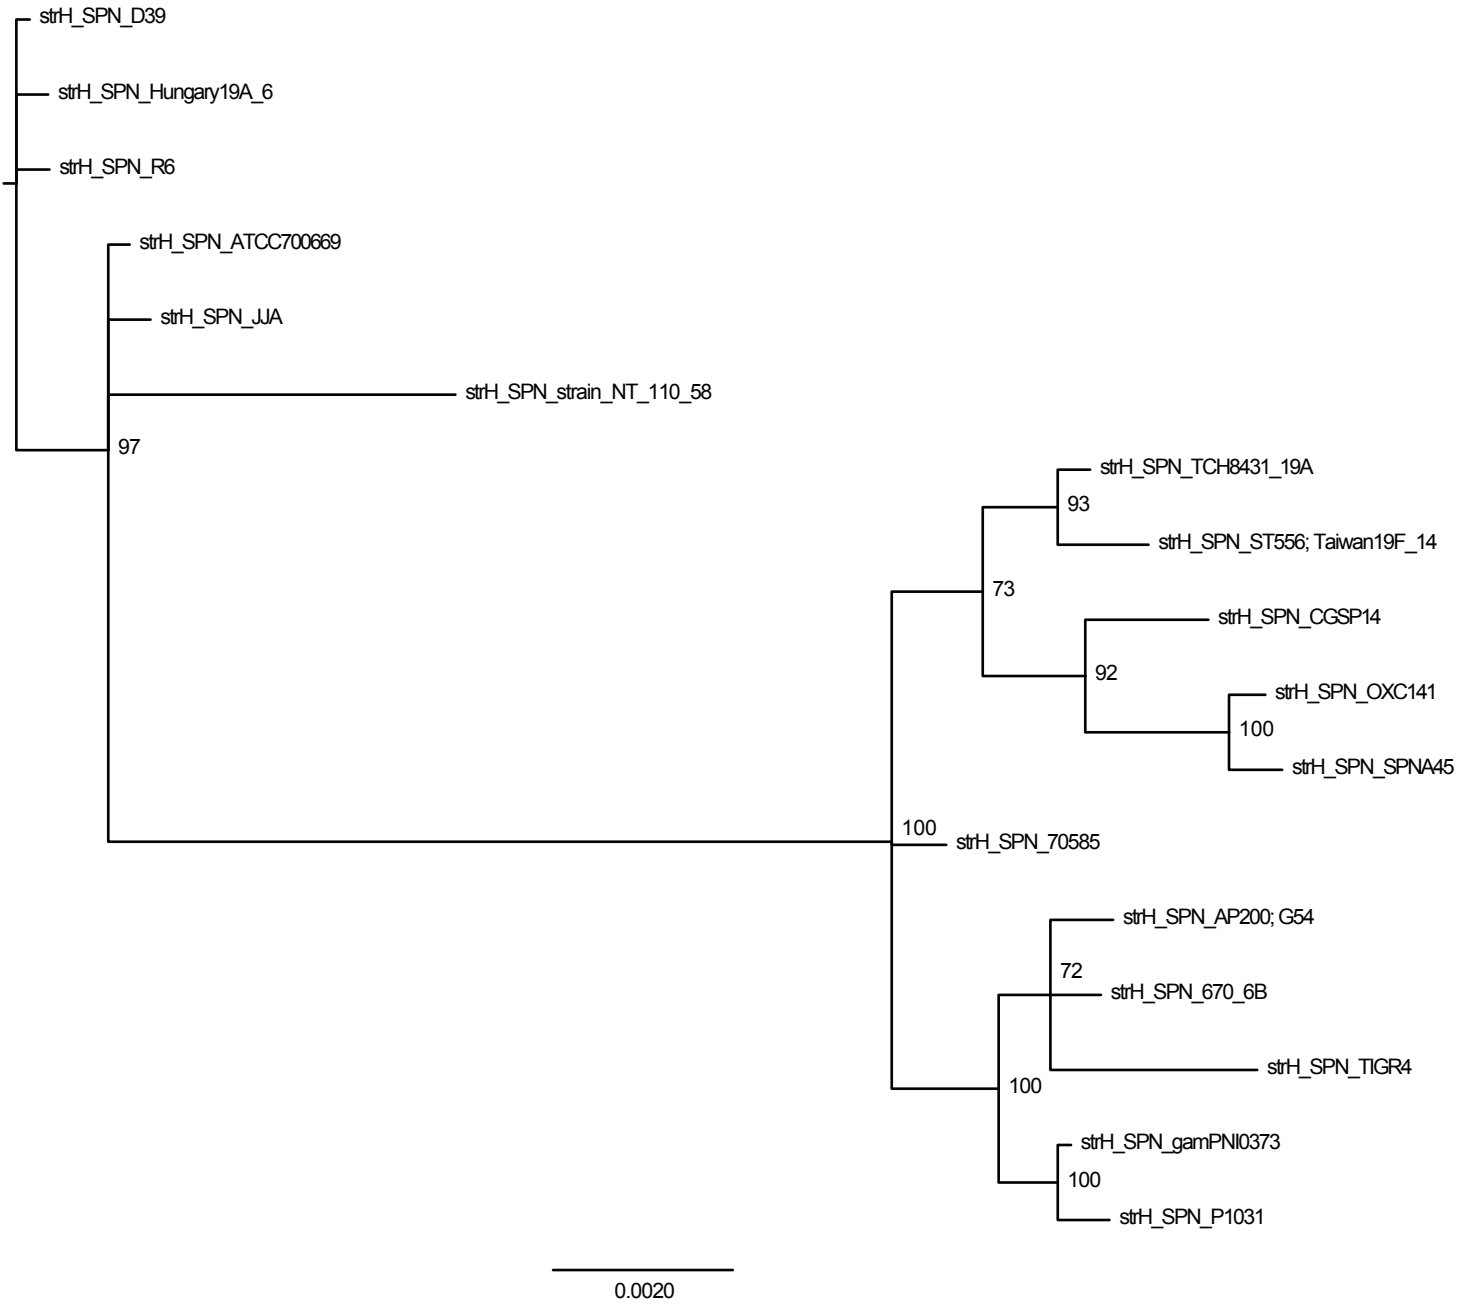 strH_SPN_D39
strH_SPN_Hungary19A_6
strH_SPN_R6
strH_SPN_ATCC700669
strH_SPN_JJA
strH_SPN_strain_NT_110_58
97
strH_SPN_TCH8431_19A
93
strH_SPN_ST556; Taiwan19F_14
73
strH_SPN_CGSP14
92
strH_SPN_OXC141
100
strH_SPN_SPNA45
100
strH_SPN_70585
strH_SPN_AP200; G54
72
strH_SPN_670_6B
strH_SPN_TIGR4
100
strH_SPN_gamPNI0373
100
strH_SPN_P1031
0.0020